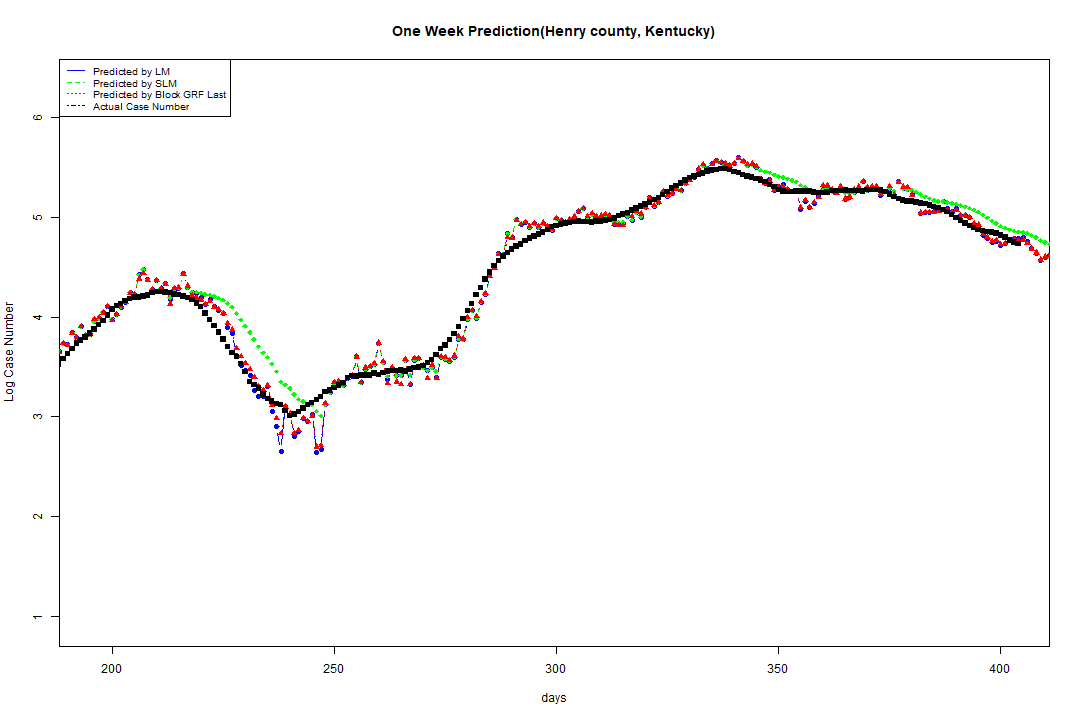 One Week Prediction(Henry county, Kentucky)
Predicted by LM
Predicted by SLM
Predicted by Block GRF Last
Actual Case Number
6
5
4
3
2
1
Log Case Number
200 250 300 350 400
days